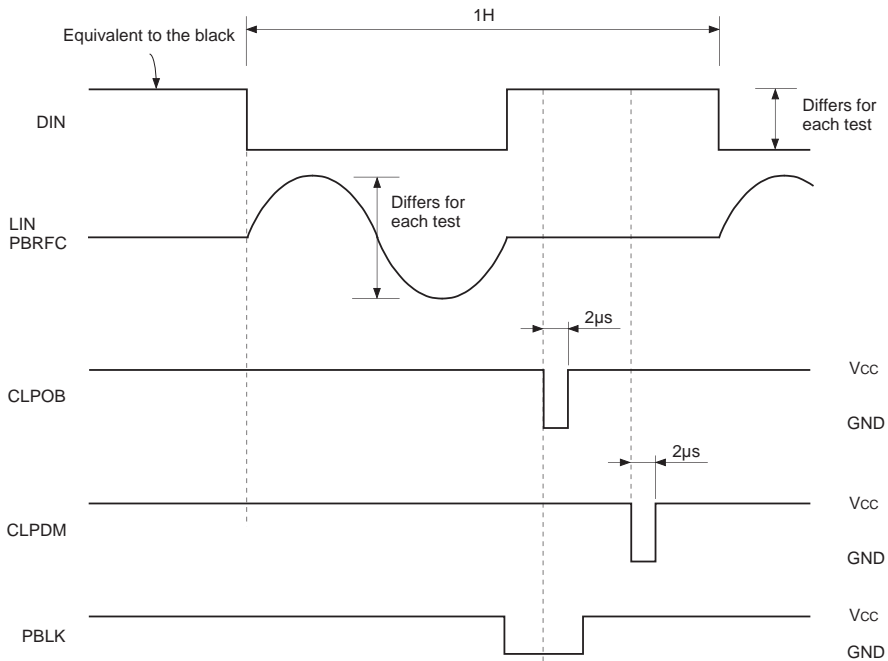 1H
Equivalent to the black
DIN
Differs for
each test
LIN
PBRFC
Differs for
each test
2μs
CLPOB
VCC
GND
2μs
CLPDM
VCC
GND
PBLK
VCC
GND